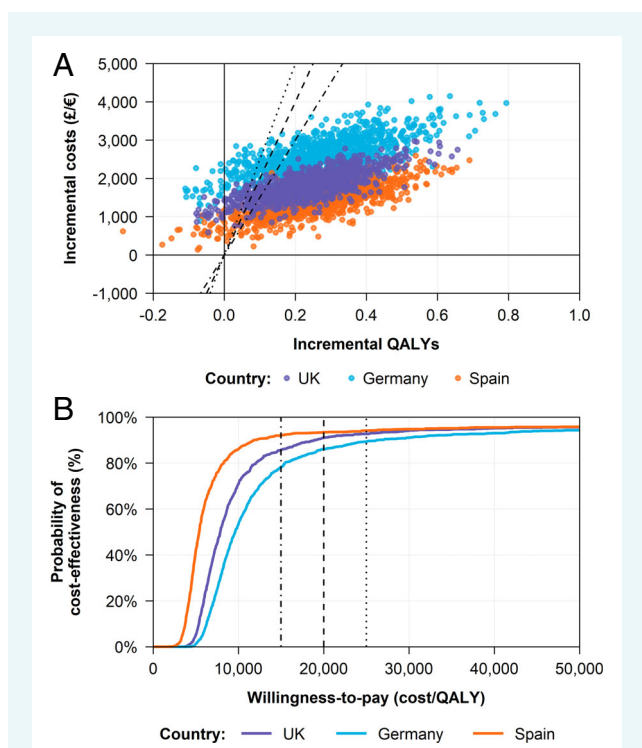 A
5,000
4,000
3,000
2,000
1,000
0
-1,000
Incremental costs (£/€)
-0.2 0.0 0.2 0.4 0.6 0.8 1.0
Incremental QALYs
Country: UK Germany Spain
B
100%
80%
60%
40%
20%
0%
Probability of
cost-effectiveness (%)
0 10,000 20,000 30,000 40,000 50,000
Willingness-to-pay (cost/QALY)
Country: UK Germany Spain